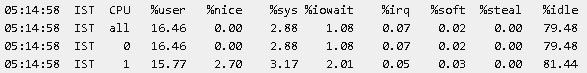 05:14:58 IST CPU %user %nice %sys %iowait %irq %soft %steal %idle
05:14:58 IST all 16.46 0.00 2.88 1.08 0.07 0.02 0.00 79.48
05:14:58 IST 0 16.46 0.00 2.88 1.08 0.07 0.02 0.00 79.48
05:14:58 IST 1 15.77 2.70 3.17 2.01 0.05 0.03 0.00 81.44